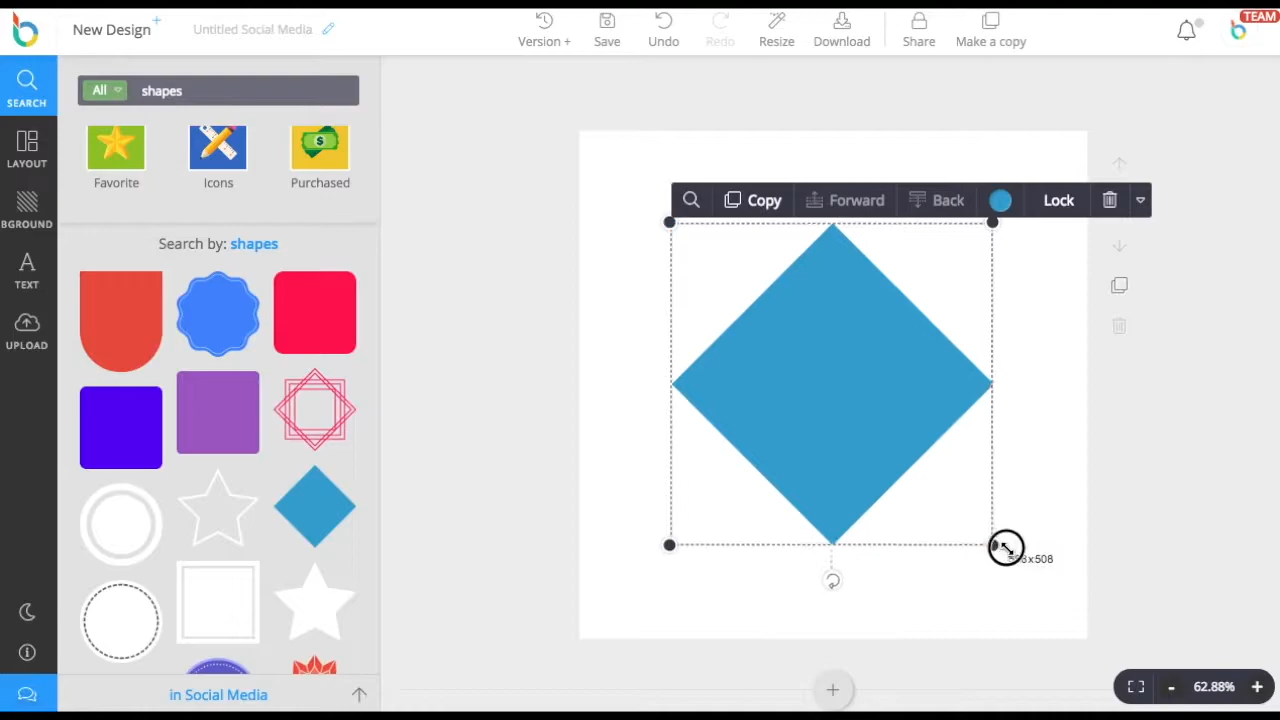 TEAM
New Design+
Untitled Social Media
Version +
Save
Undo
Redo
Resize
Download
Share
Make a copy
SEARCH
LAYOUT
BGROUND
TEXT
UPLOAD
All
shapes
Favorite
Icons
Purchased
Search by: shapes
in Social Media
Copy
Forward
Back
Lock
- 62.88% +